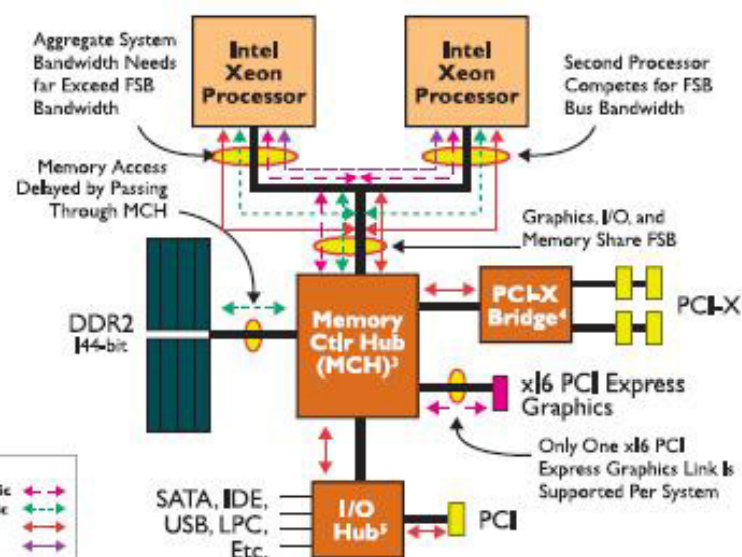 Aggregate System
Bandwidth Needs
far Exceed FSB
Bandwidth
Intel
Xeon
Processor
Intel
Xeon
Processor
Second Processor
Competes for FSB
Bus Bandwidth
Memory Access
Delayed by Passing
Through MCH
Graphics, I/O, and
Memory Share FSB
DDR2
144-bit
Memory
Ctlr Hub
(MCH)³
PCI-X
Bridge⁴
PCI-X
x16 PCI Express
Graphics
Only One x16 PCI
Express Graphics Link Is
Supported Per System
SATA, IDE,
USB, LPC,
Etc.
I/O
Hub⁵
PCI